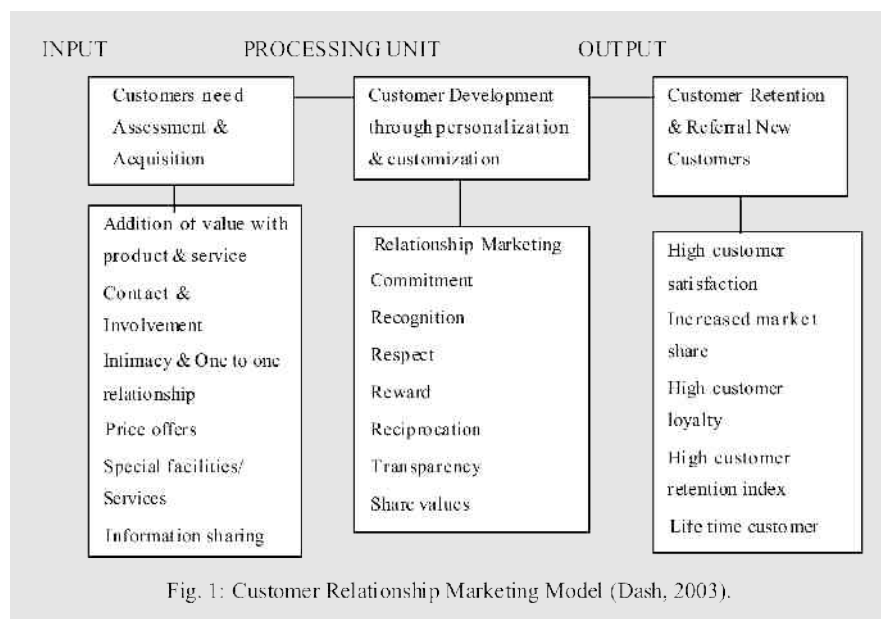 INPUT PROCESSING UNIT OUTPUT
Customers need
Assessment &
Acquisition
Customer Development
through personalization
& customization
Customer Retention
& Referral New
Customers
Addition of value with
product & service
Contact &
Involvement
Intimacy & One to one
relationship
Price offers
Special facilities/
Services
Information sharing
Relationship Marketing
Commitment
Recognition
Respect
Reward
Reciprocation
Transparency
Share values
High customer
satisfaction
Increased market
share
High customer
loyalty
High customer
retention index
Life time customer
Fig. 1: Customer Relationship Marketing Model (Dash, 2003).